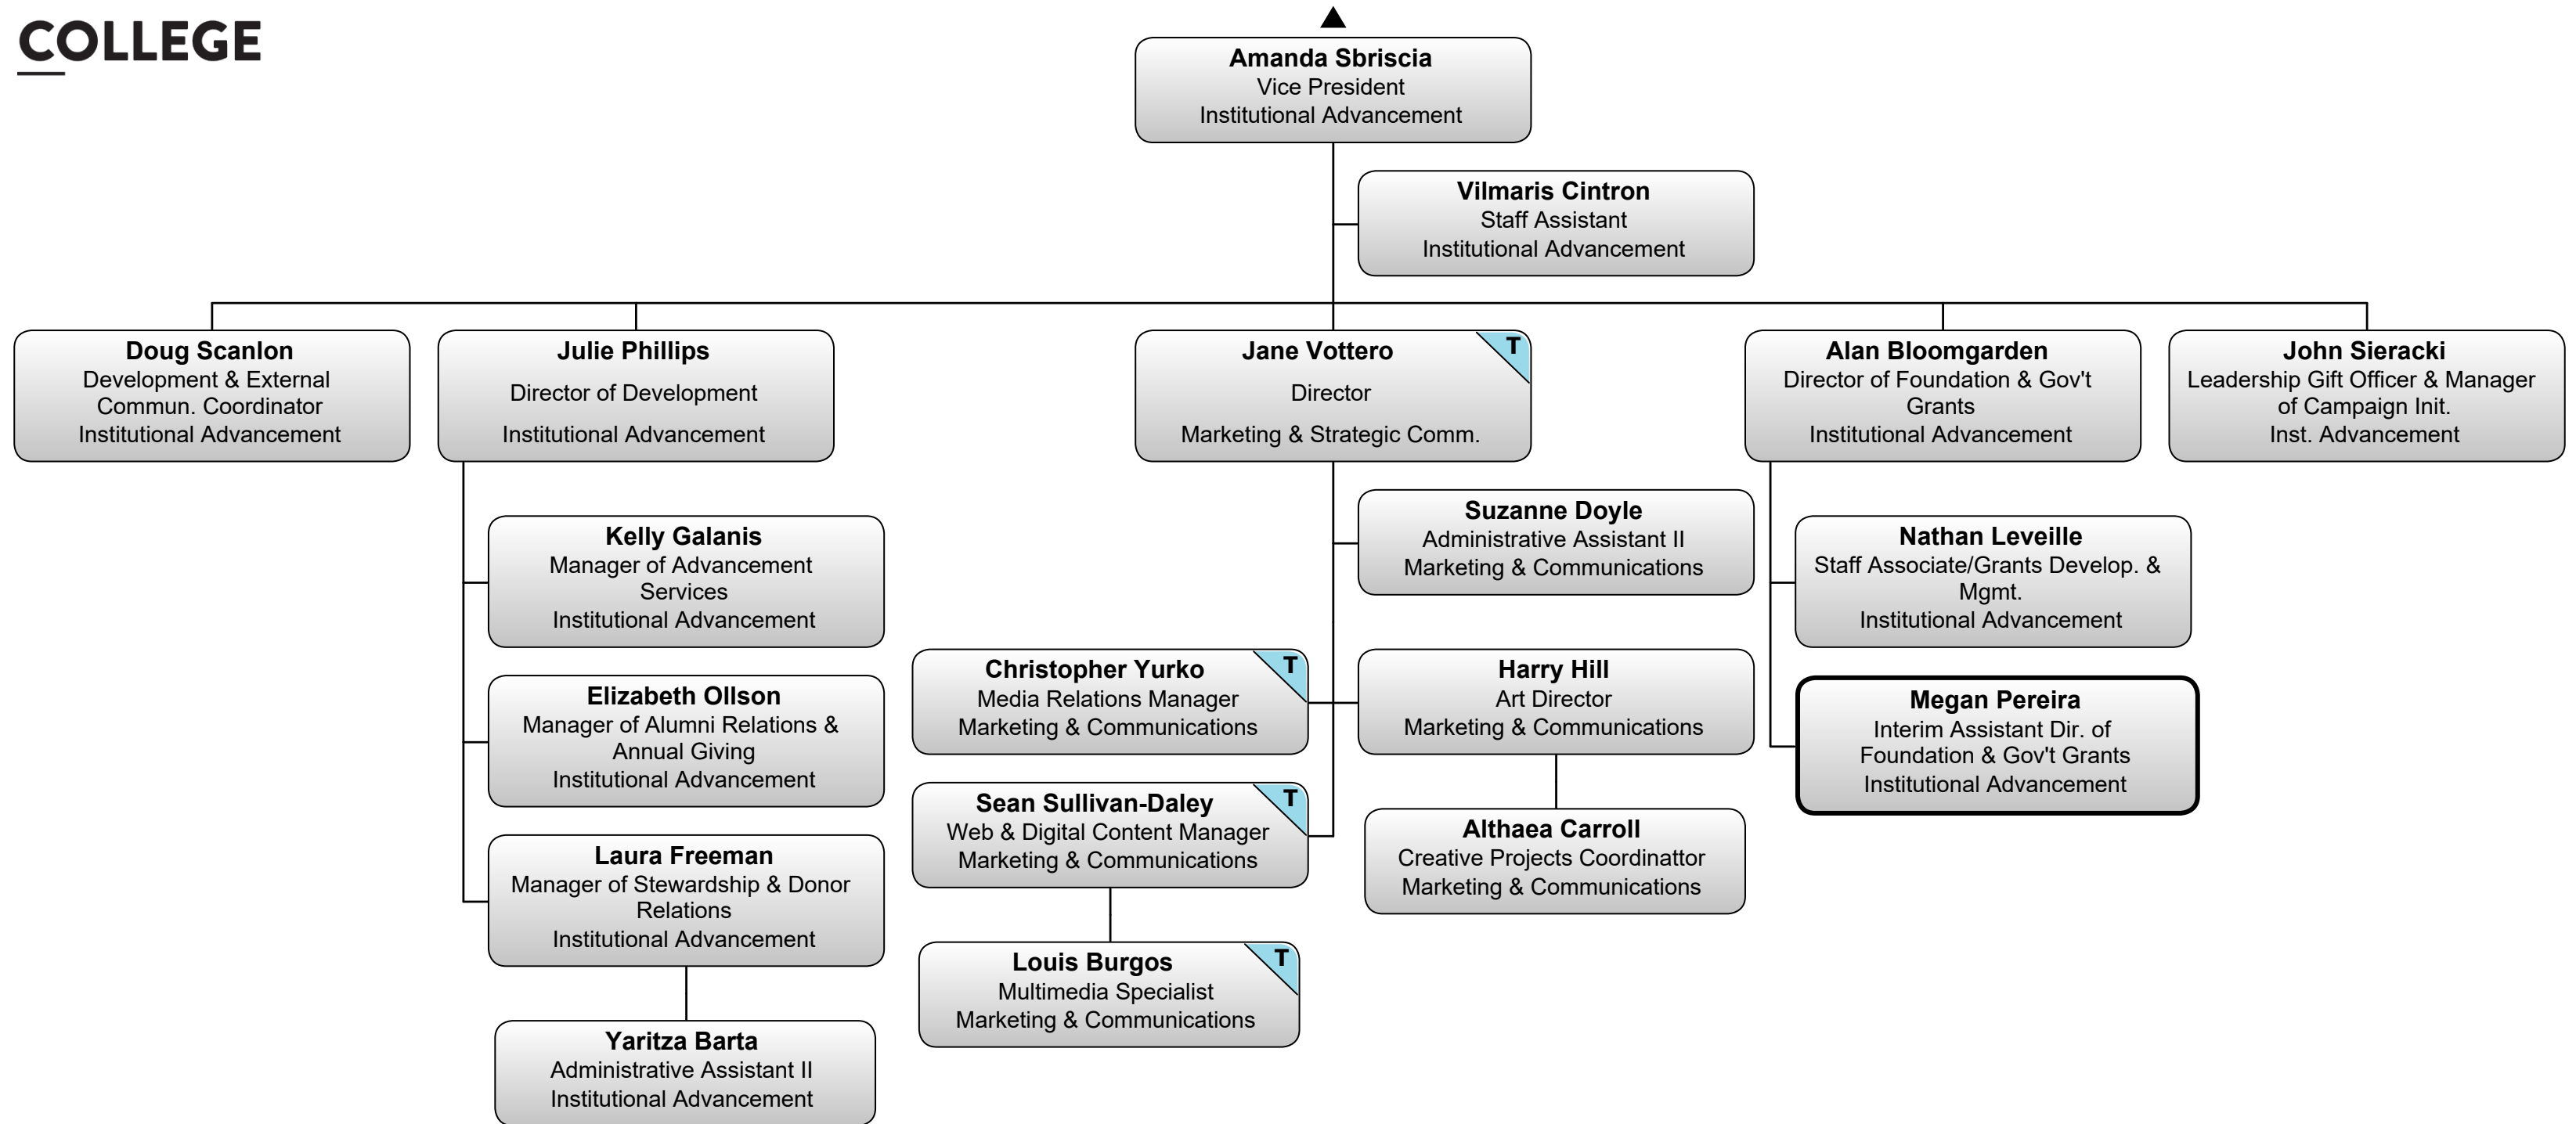 COLLEGE
Amanda Sbriscia
Vice President
Institutional Advancement
Vilmaris Cintron
Staff Assistant
Institutional Advancement
Doug Scanlon
Development & External
Commun. Coordinator
Institutional Advancement
Julie Phillips
Director of Development
Institutional Advancement
Jane Vottero
T
Director
Marketing & Strategic Comm.
Alan Bloomgarden
Director of Foundation & Gov't
Grants
Institutional Advancement
John Sieracki
Leadership Gift Officer & Manager
of Campaign Init.
Inst. Advancement
Kelly Galanis
Manager of Advancement
Services
Institutional Advancement
Elizabeth Ollson
Manager of Alumni Relations &
Annual Giving
Institutional Advancement
Laura Freeman
Manager of Stewardship & Donor
Relations
Institutional Advancement
Yaritza Barta
Administrative Assistant II
Institutional Advancement
Suzanne Doyle
Administrative Assistant II
Marketing & Communications
Christopher Yurko
T
Media Relations Manager
Marketing & Communications
Harry Hill
Art Director
Marketing & Communications
Sean Sullivan-Daley
T
Web & Digital Content Manager
Marketing & Communications
Althaea Carroll
Creative Projects Coordinattor
Marketing & Communications
Louis Burgos
T
Multimedia Specialist
Marketing & Communications
Nathan Leveille
Staff Associate/Grants Develop. &
Mgmt.
Institutional Advancement
Megan Pereira
Interim Assistant Dir. of
Foundation & Gov't Grants
Institutional Advancement